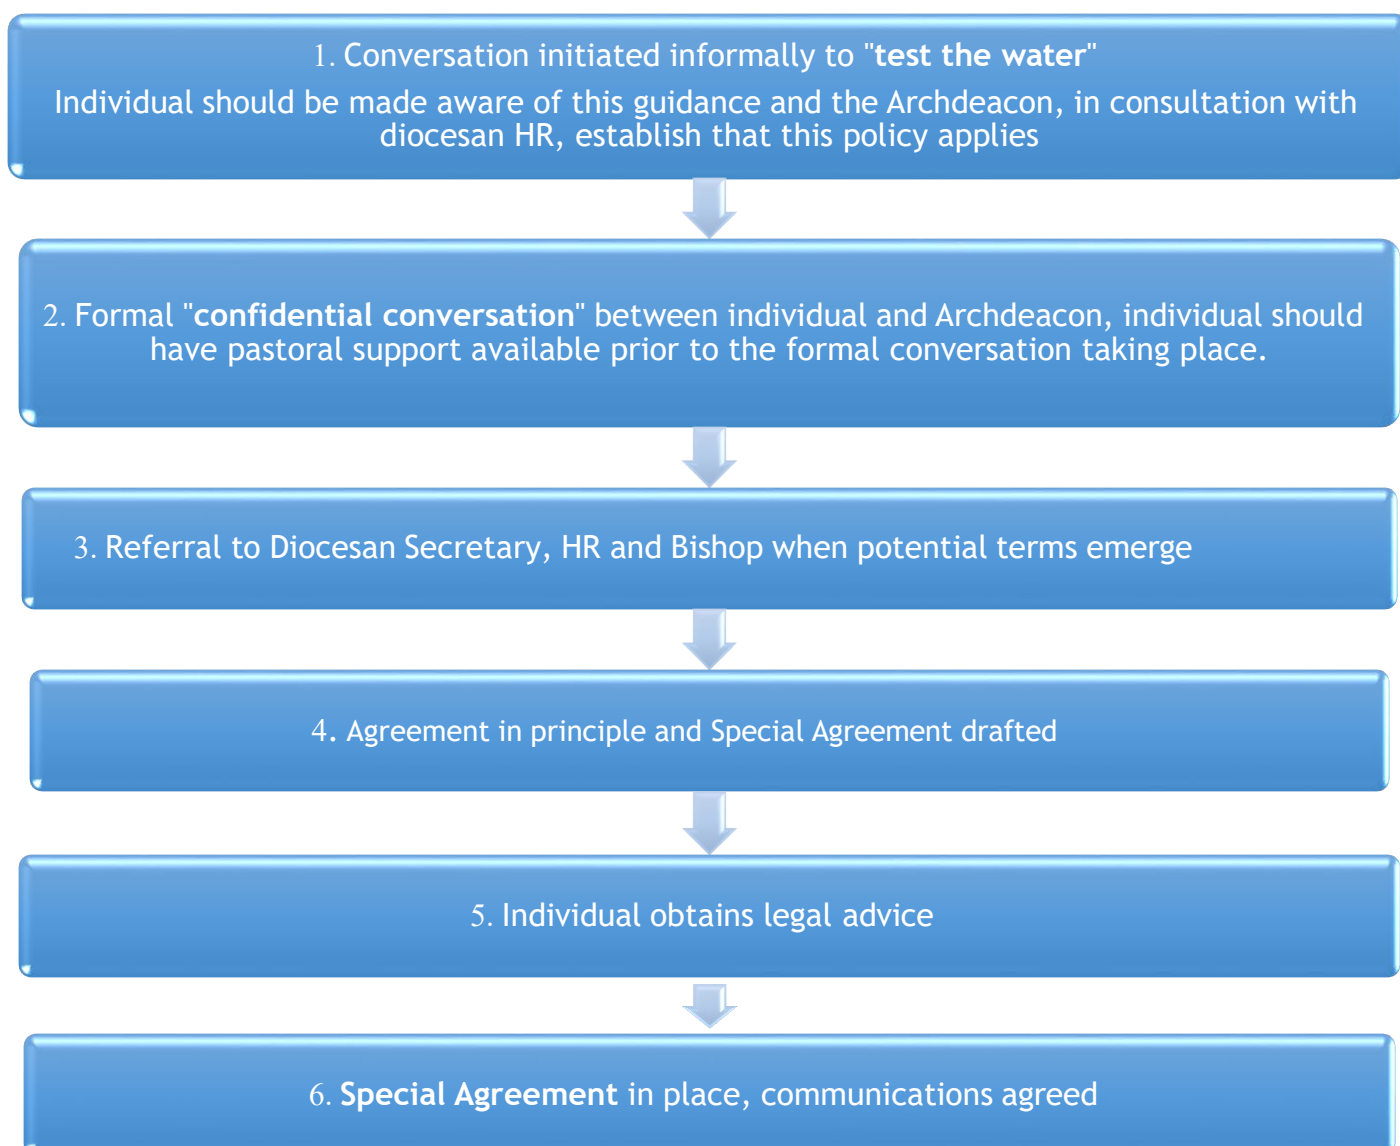 1. Conversation initiated informally to "test the water"
Individual should be made aware of this guidance and the Archdeacon, in consultation with
diocesan HR, establish that this policy applies
2. Formal "confidential conversation" between individual and Archdeacon, individual should
have pastoral support available prior to the formal conversation taking place.
3. Referral to Diocesan Secretary, HR and Bishop when potential terms emerge
4. Agreement in principle and Special Agreement drafted
5. Individual obtains legal advice
6. Special Agreement in place, communications agreed